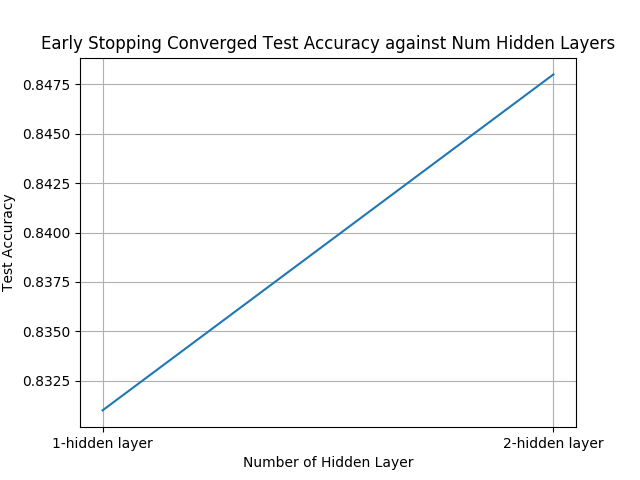 Early Stopping Converged Test Accuracy against Num Hidden Layers
0.8475
0.8450
0.8425
0.8400
0.8375
0.8350
0.8325
Test Accuracy
1-hidden layer
2-hidden layer
Number of Hidden Layer